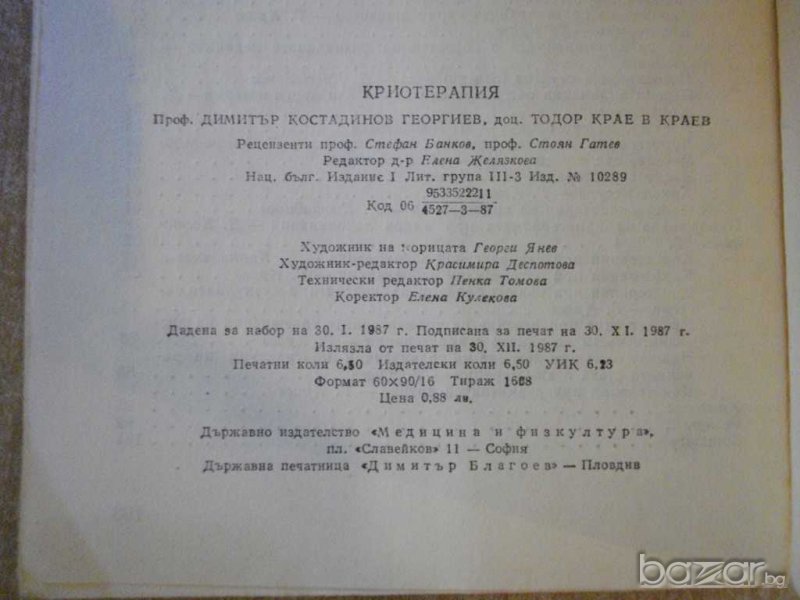 КРИОТЕРАПИЯ
Проф. ДИМИТЪР КОСТАДИНОВ ГЕОРГИЕВ, доц. ТОДОР КРАЕ В КРАЕВ
Рецензенти проф. Стефан Банков, проф. Стоян Гатев
Редактор д-р Елена Желязкова
Нац. бълг. Издание I Лит. група III-3 Изд. № 10289
Код 06 9533522211
4527—3—87
Художник на корицата Георги Янев
Художник-редактор Красимира Деспотова
Технически редактор Пенка Томова
Коректор Елена Кулекова
Дадена за набор на 30. I. 1987 г. Подписана за печат на 30. XI. 1987 г.
Излязла от печат на 30. XII. 1987 г.
Печатни коли 6,50 Издателски коли 6,50 УИК 6,23
Формат 60×90/16 Тираж
Цена 0,88 лв.
Държавно издателство «Медицина и физкултура»,
пл. «Славейков» 11 — София
Държавна печатница «Димитър Благоев» — Пловдив
bazar.bg